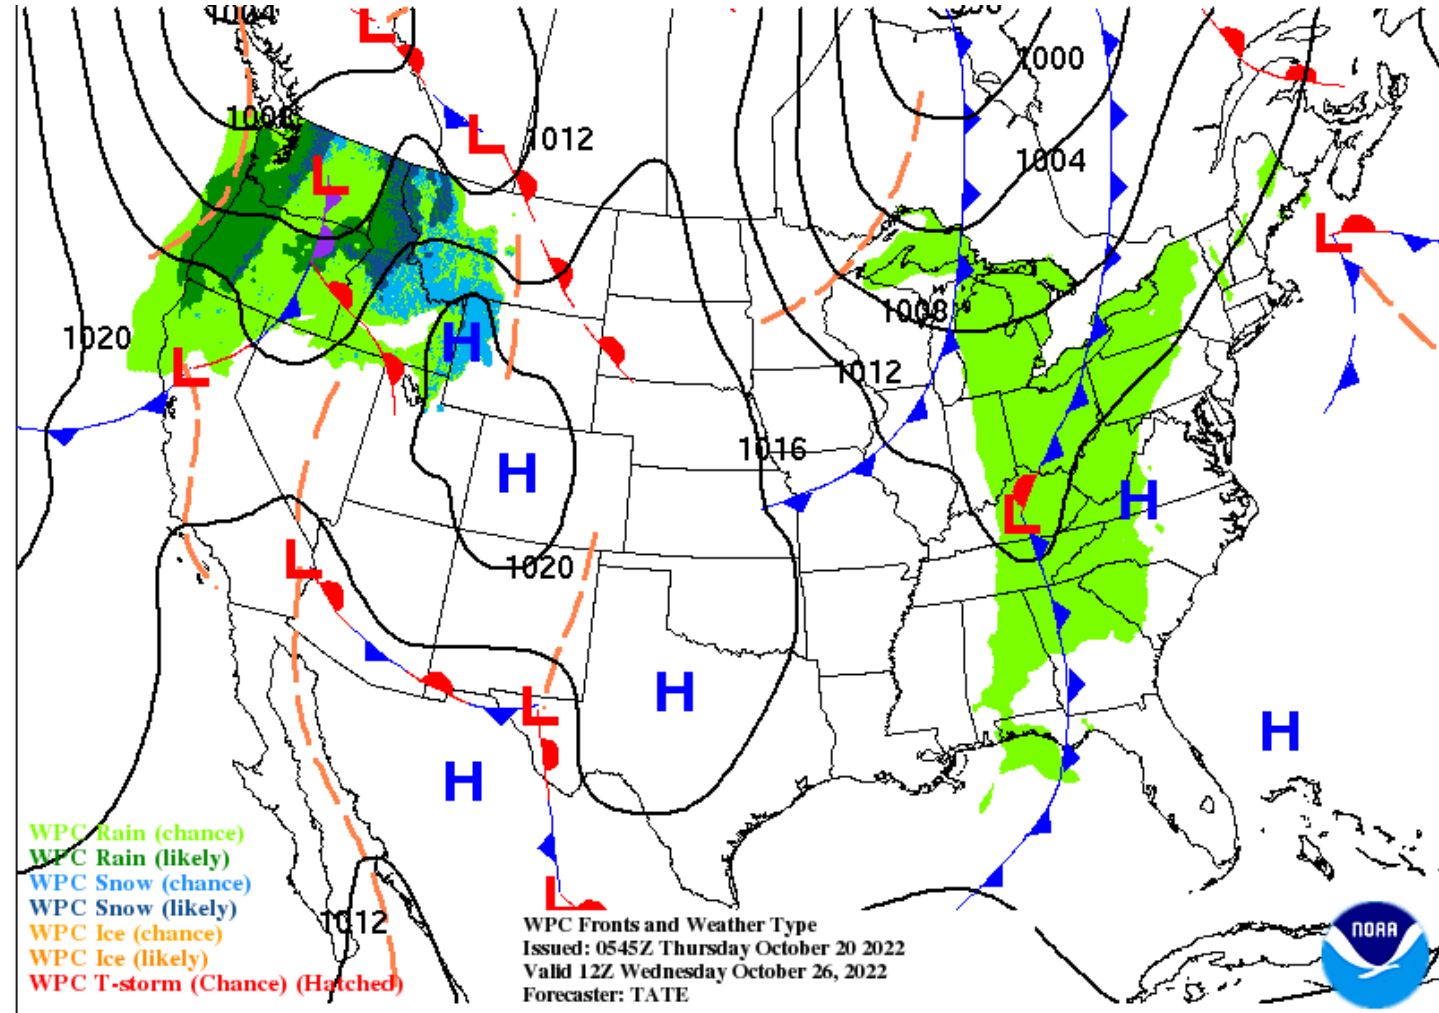 1004
1000
1008
1012
1004
L
L
L
L
L
1020
H
1008
1012
L
1016
H
H
L
L
1020
H
L
H
H
L
1012
WPC Rain (chance)
WPC Rain (likely)
WPC Snow (chance)
WPC Snow (likely)
WPC Ice (chance)
WPC Ice (likely)
WPC T-storm (Chance) (Hatched)
WPC Fronts and Weather Type
Issued: 0545Z Thursday October 20 2022
Valid 12Z Wednesday October 26, 2022
Forecaster: TATE
NOAA